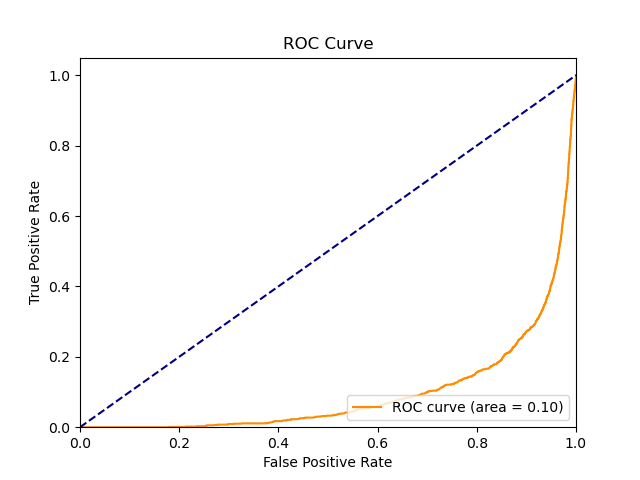 ROC Curve
True Positive Rate
1.0
0.8
0.6
0.4
0.2
0.0
ROC curve (area = 0.10)
0.0 0.2 0.4 0.6 0.8 1.0
False Positive Rate